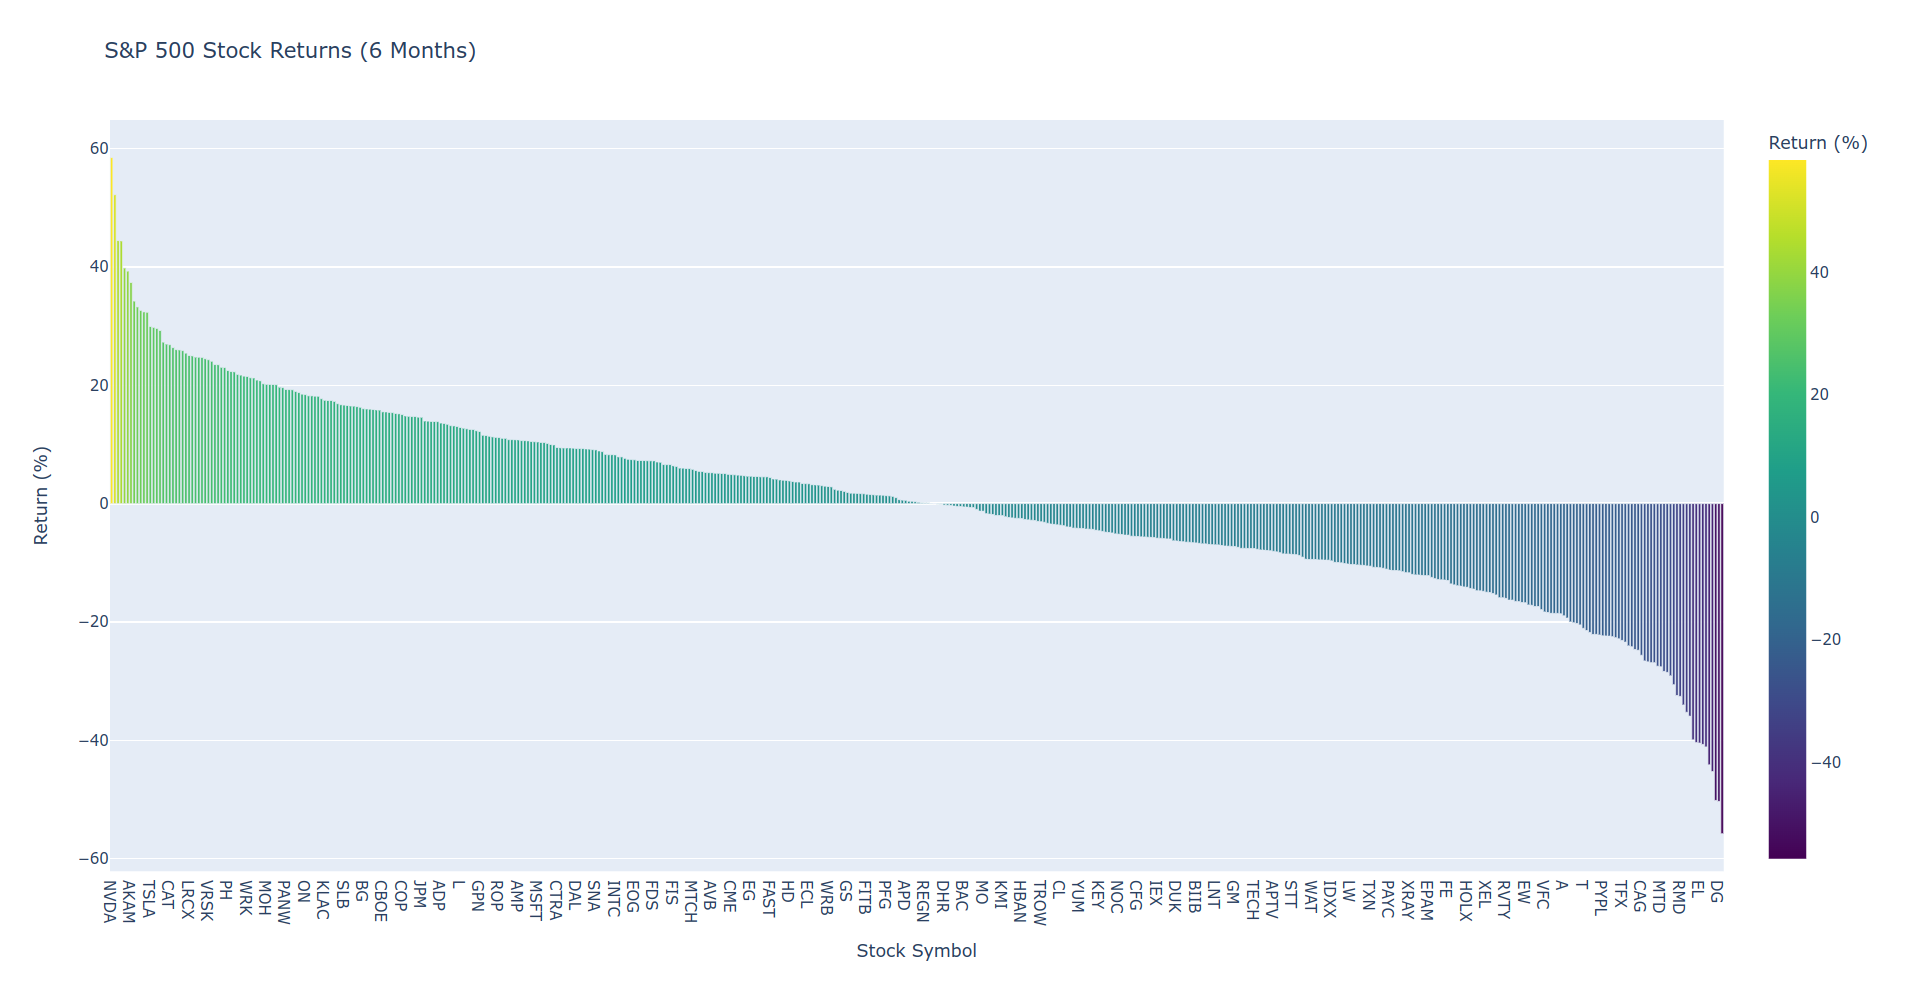 S&P 500 Stock Returns (6 Months)
Return (%)
60
40
20
0
−20
−40
−60
Return (%)
40
20
0
−20
−40
NVDA
AKAM
TSLA
CAT
LRCX
VRSK
PH
WRK
MOH
PANW
ON
KLAC
SLB
BG
CBOE
COP
JPM
ADP
L
GPN
ROP
AMP
MSFT
CTRA
DAL
SNA
INTC
EOG
FDS
FIS
MTCH
AVB
CME
EG
FAST
HD
ECL
WRB
GS
FITB
PFG
APD
REGN
DHR
BAC
MO
KMI
HBAN
TROW
CL
YUM
KEY
NOC
CFG
IEX
DUK
BIIB
LNT
GM
TECH
APTV
STT
WAT
IDXX
LW
TXN
PAYC
XRAY
EPAM
FE
HOLX
XEL
RVTY
EW
VFC
A
T
PYPL
TFX
CAG
MTD
RMD
EL
DG
Stock Symbol